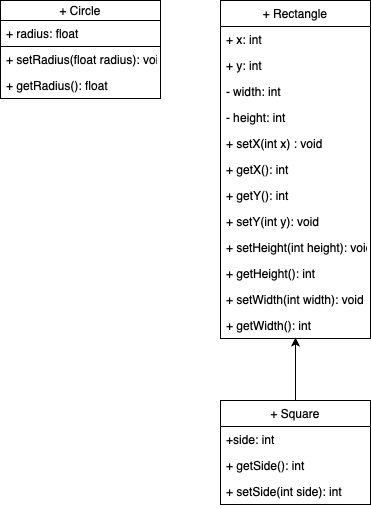 + Circle
+ radius: float
+ setRadius(float radius): voi
+ getRadius(): float
+ Rectangle
+ x: int
+ y: int
- width: int
- height: int
+ setX(int x) : void
+ getX(): int
+ getY(): int
+ setY(int y): void
+ setHeight(int height): voi
+ getHeight(): int
+ setWidth(int width): void
+ getWidth(): int
+ Square
+side: int
+ getSide(): int
+ setSide(int side): int